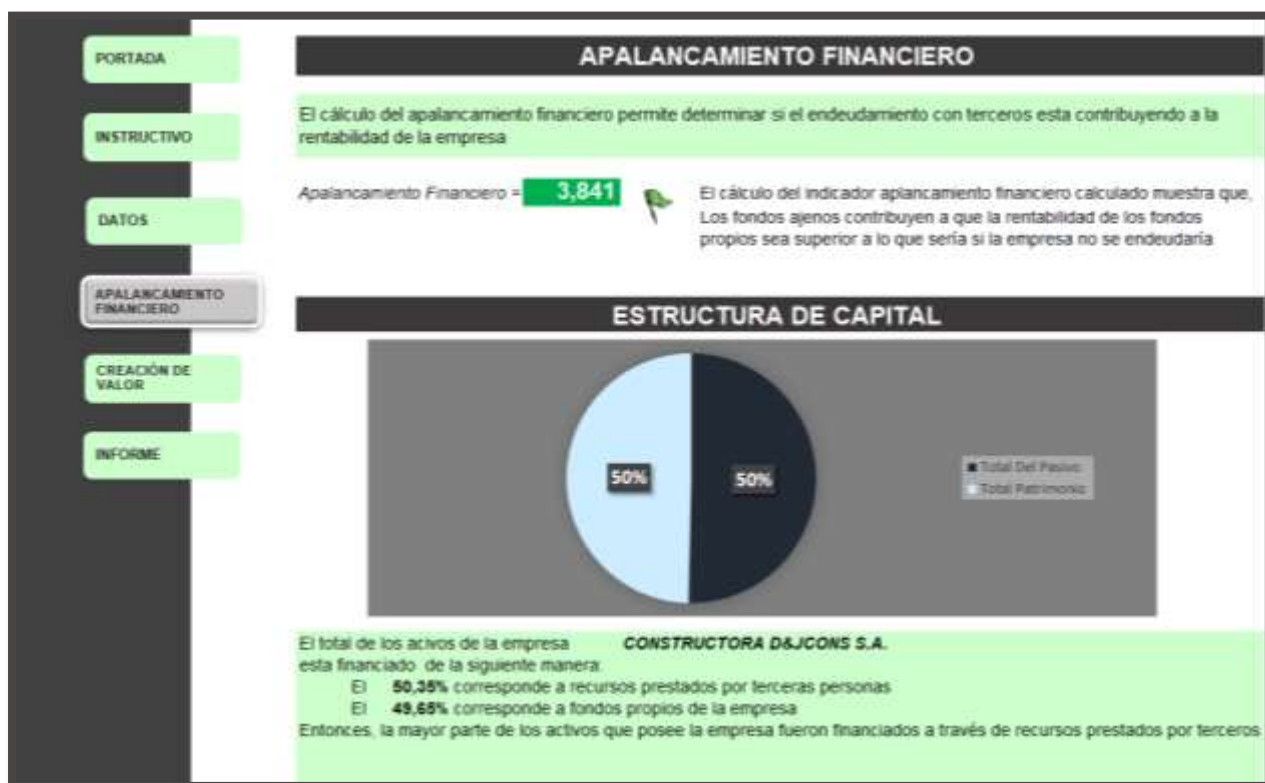 PORTADA
INSTRUCTIVO
DATOS
APALANCAMIENTO
FINANCIERO
CREACIÓN DE
VALOR
INFORME
APALANCAMIENTO FINANCIERO
El cálculo del apalancamiento financiero permite determinar si el endeudamiento con terceros esta contribuyendo a la
rentabilidad de la empresa
Apalancamiento Financiero = 3,841
El cálculo del indicador aplancamiento financiero calculado muestra que,
Los fondos ajenos contribuyen a que la rentabilidad de los fondos
propios sea superior a lo que sería si la empresa no se endeudaría
ESTRUCTURA DE CAPITAL
50%
50%
Total Del Pasivo
Total Patrimonio
El total de los acivos de la empresa CONSTRUCTORA D&JCONS S.A.
esta financiado de la siguiente manera:
El 50,35% corresponde a recursos prestados por terceras personas
El 49,65% corresponde a fondos propios de la empresa
Entonces, la mayor parte de los activos que posee la empresa fueron financiados a través de recursos prestados por terceros